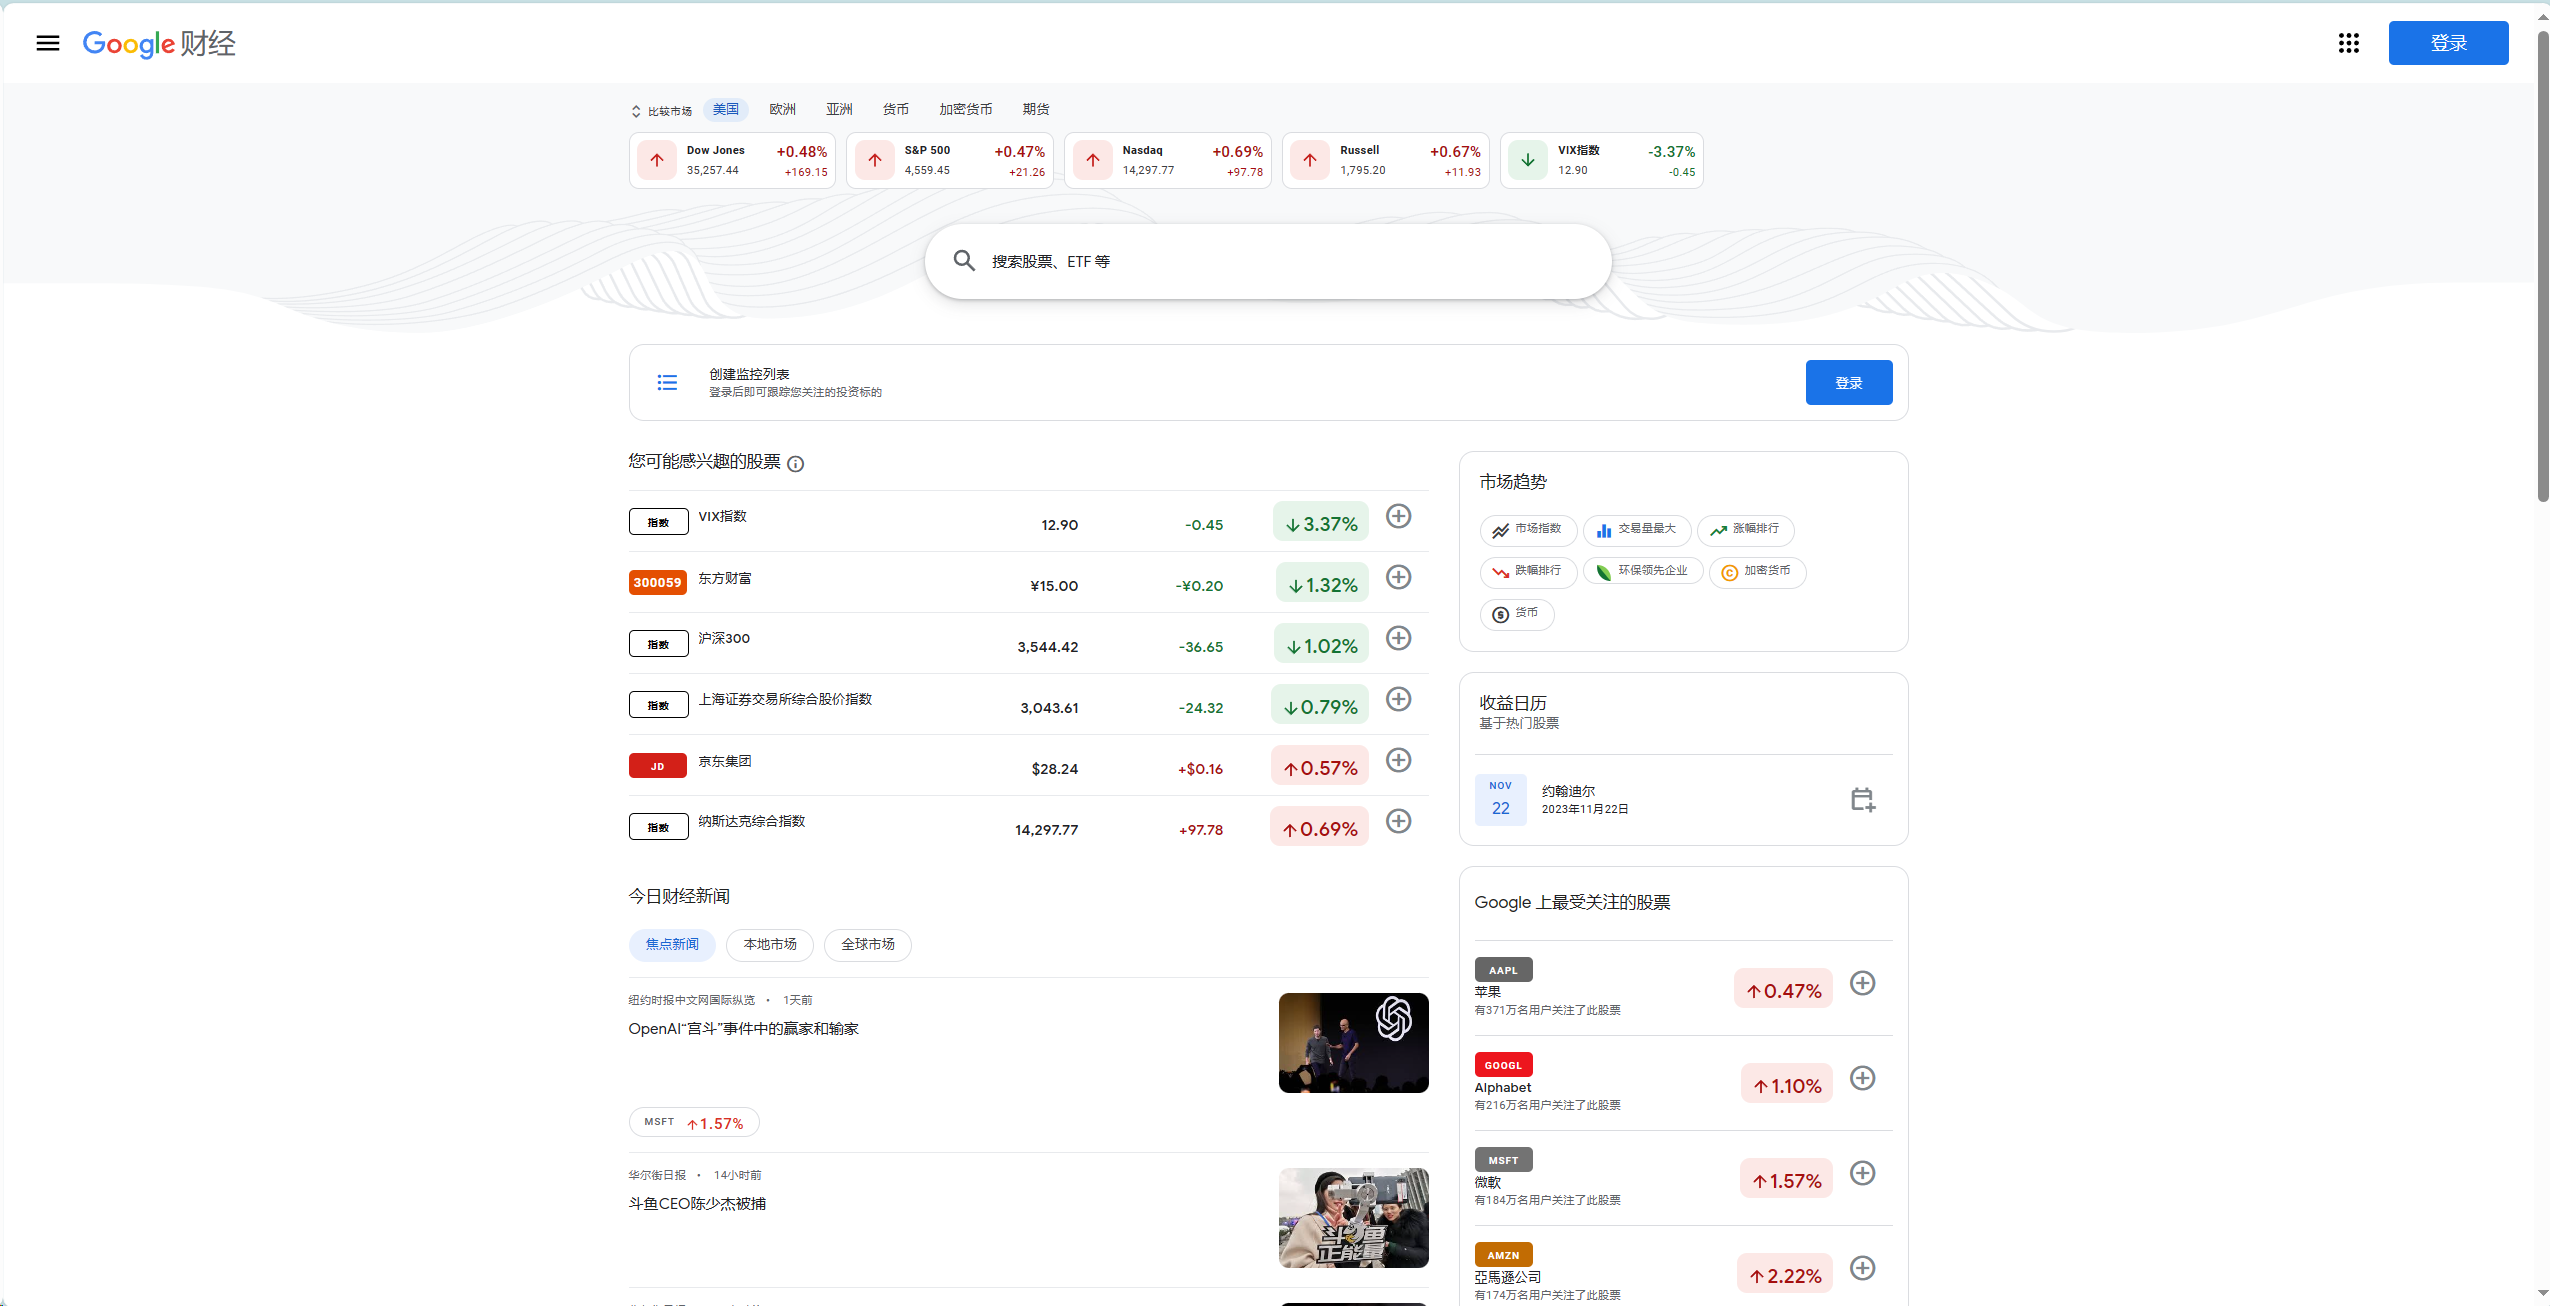 Google 财经
登录
比较市场 美国 欧洲 亚洲 货币 加密货币 期货
Dow Jones +0.48%
35,257.44 +169.15
S&P 500 +0.47%
4,559.45 +21.26
Nasdaq +0.69%
14,297.77 +97.78
Russell +0.67%
1,795.20 +11.93
VIX指数 -3.37%
12.90 -0.45
搜索股票、ETF 等
创建监控列表
登录后即可跟踪您关注的投资标的
登录
您可能感兴趣的股票
指数 VIX指数 12.90 -0.45 3.37%
300059 东方财富 ¥15.00 -¥0.20 1.32%
指数 沪深300 3,544.42 -36.65 1.02%
指数 上海证券交易所综合股价指数 3,043.61 -24.32 0.79%
JD 京东集团 $28.24 +$0.16 0.57%
指数 纳斯达克综合指数 14,297.77 +97.78 0.69%
今日财经新闻
焦点新闻 本地市场 全球市场
纽约时报中文网国际纵览 • 1天前
OpenAI“宫斗”事件中的赢家和输家
MSFT 1.57%
华尔街日报 • 14小时前
斗鱼CEO陈少杰被捕
正能量
市场趋势
市场指数 交易量最大 涨幅排行
跌幅排行 环保领先企业 加密货币
货币
收益日历
基于热门股票
NOV
22
约翰迪尔
2023年11月22日
Google 上最受关注的股票
AAPL
苹果
有371万名用户关注了此股票
0.47%
GOOGL
Alphabet
有216万名用户关注了此股票
1.10%
MSFT
微軟
有184万名用户关注了此股票
1.57%
AMZN
亞馬遜公司
有174万名用户关注了此股票
2.22%